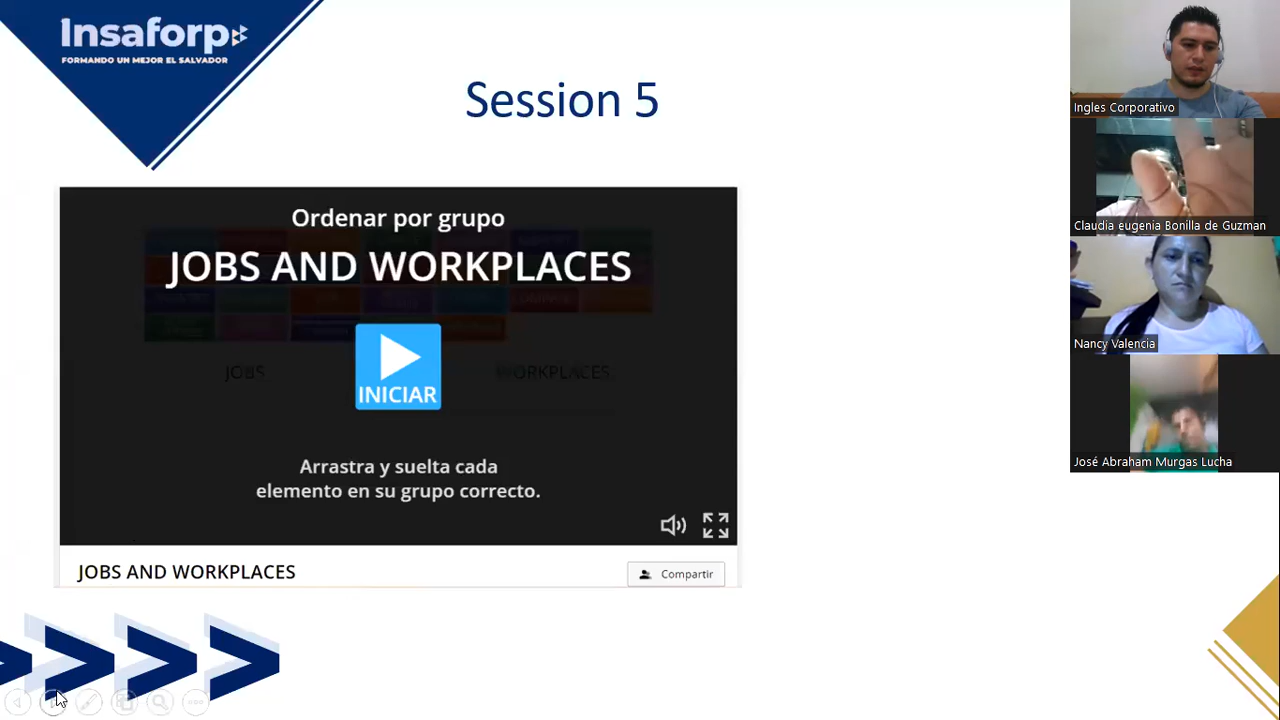 Insaforp
FORMANDO UN MEJOR EL SALVADOR
Session 5
Ordenar por grupo
JOBS AND WORKPLACES
JOBS
WORKPLACES
INICIAR
Arrastra y suelta cada
elemento en su grupo correcto.
JOBS AND WORKPLACES
Compartir
Ingles Corporativo
Claudia eugenia Bonilla de Guzman
Nancy Valencia
José Abraham Murgas Lucha